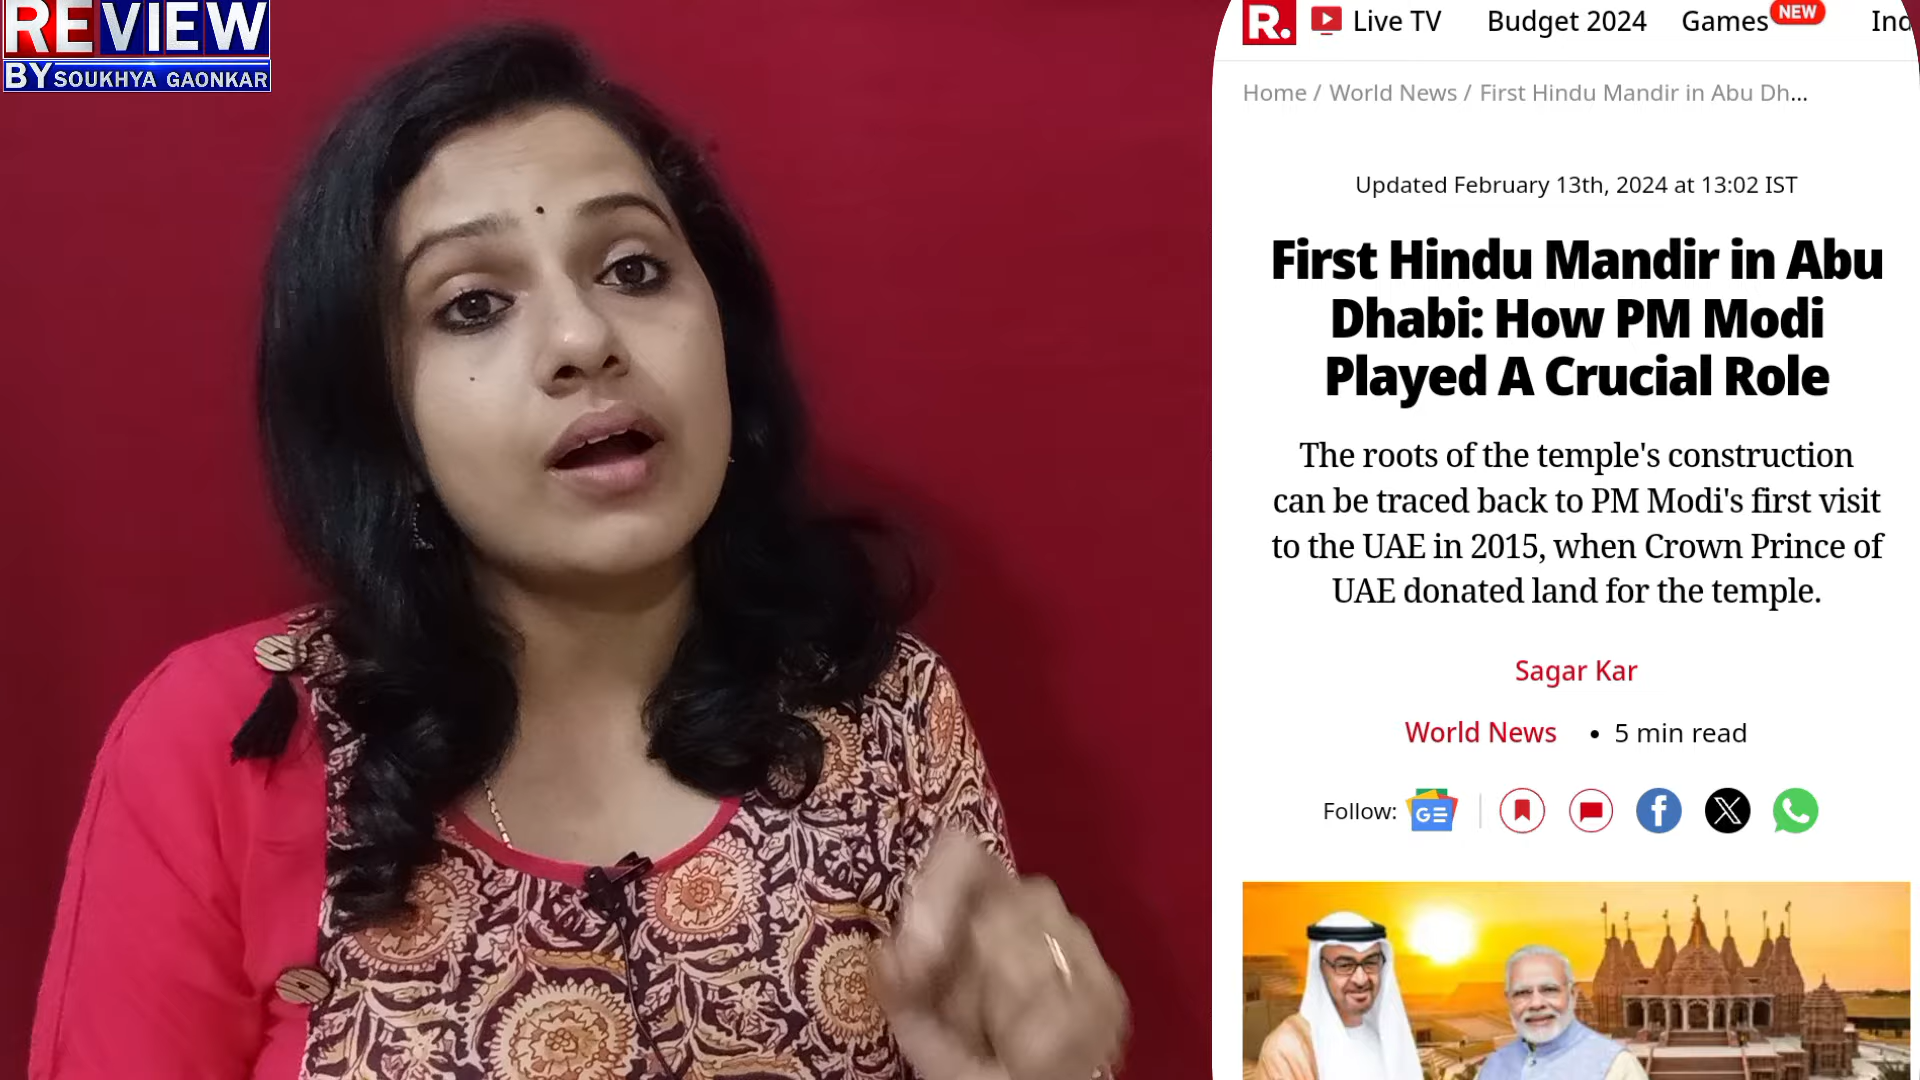 REVIEW
BY SOUKHYA GAONKAR
R.
Live TV
Budget 2024
Games
NEW
Ind
Home / World News / First Hindu Mandir in Abu Dh...
Updated February 13th, 2024 at 13:02 IST
First Hindu Mandir in Abu
Dhabi: How PM Modi
Played A Crucial Role
The roots of the temple's construction
can be traced back to PM Modi's first visit
to the UAE in 2015, when Crown Prince of
UAE donated land for the temple.
Sagar Kar
World News • 5 min read
Follow:
GE